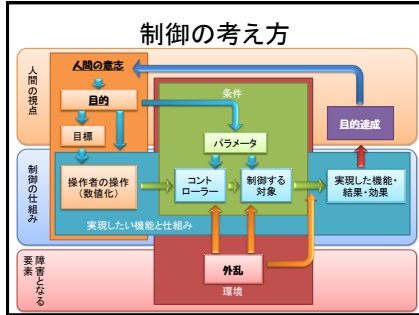 制御の考え方
人間の視点
人間の意志
目的
目標
条件
パラメータ
目的達成
制御の仕組み
操作者の操作
(数値化)
コント
ローラー
制御する
対象
実現した機能・
結果・効果
実現したい機能と仕組み
障害となる
要素
外乱
環境